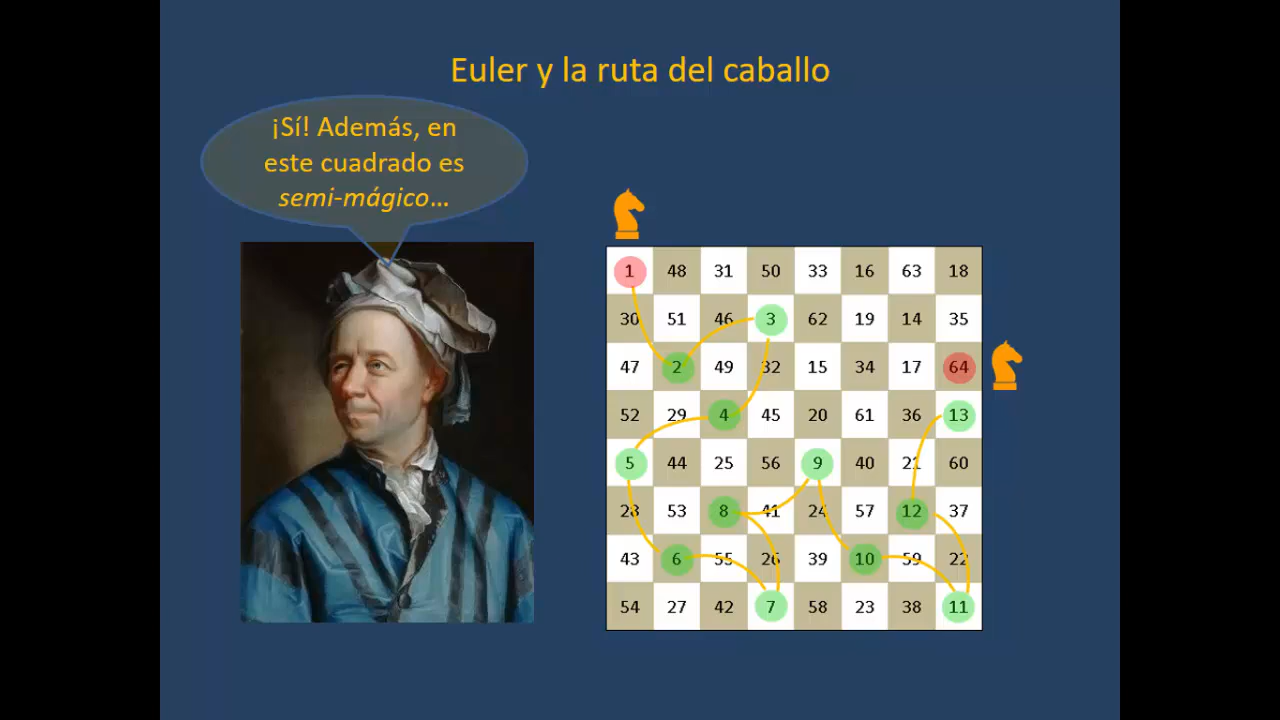 Euler y la ruta del caballo
¡Sí! Además, en
este cuadrado es
semi-mágico...
1 48 31 50 33 16 63 18
30 51 46 3 62 19 14 35
47 2 49 32 15 34 17 64
52 29 4 45 20 61 36 13
5 44 25 56 9 40 21 60
28 53 8 41 24 57 12 37
43 6 55 26 39 10 59 22
54 27 42 7 58 23 38 11